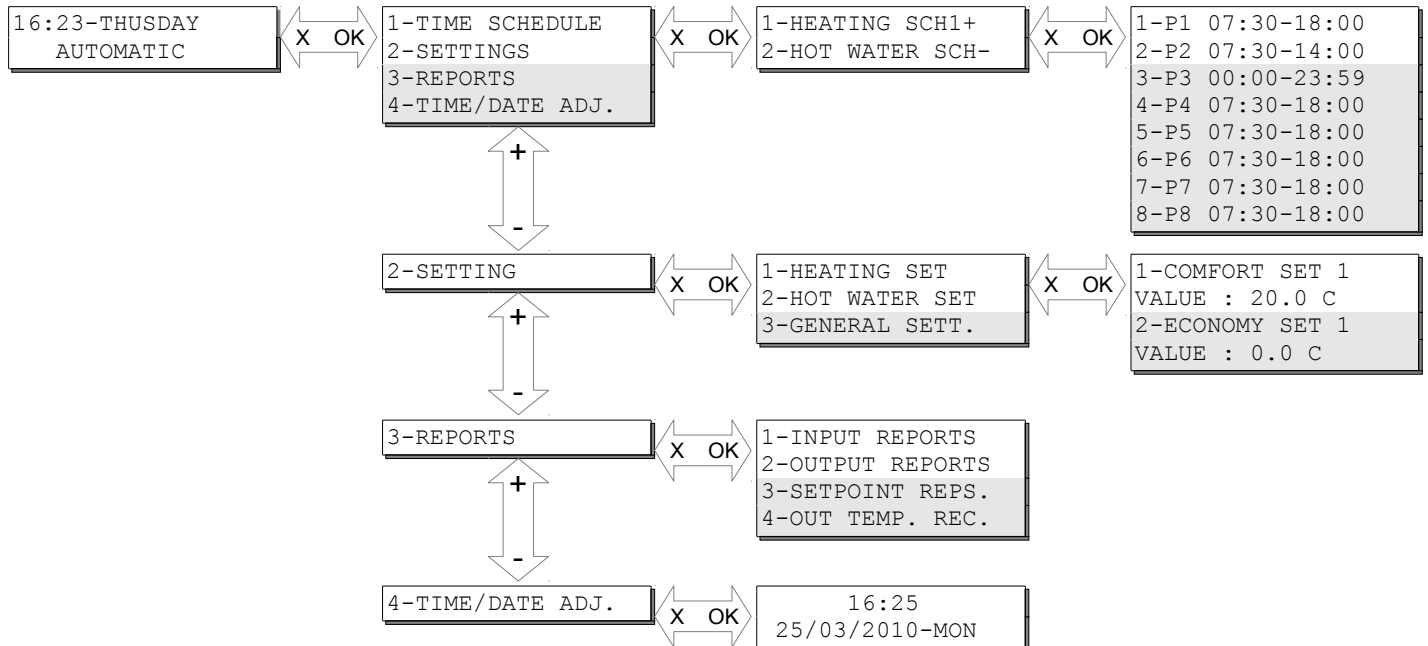 16:23-THUSDAY
AUTOMATIC
X OK
1-TIME SCHEDULE
2-SETTINGS
3-REPORTS
4-TIME/DATE ADJ.
X OK
1-HEATING SCH1+
2-HOT WATER SCH-
X OK
1-P1 07:30-18:00
2-P2 07:30-14:00
3-P3 00:00-23:59
4-P4 07:30-18:00
5-P5 07:30-18:00
6-P6 07:30-18:00
7-P7 07:30-18:00
8-P8 07:30-18:00
+
-
2-SETTING
X OK
1-HEATING SET
2-HOT WATER SET
3-GENERAL SETT.
X OK
1-COMFORT SET 1
VALUE : 20.0 C
2-ECONOMY SET 1
VALUE : 0.0 C
+
-
3-REPORTS
X OK
1-INPUT REPORTS
2-OUTPUT REPORTS
3-SETPOINT REPS.
4-OUT TEMP. REC.
+
-
4-TIME/DATE ADJ.
X OK
16:25
25/03/2010-MON